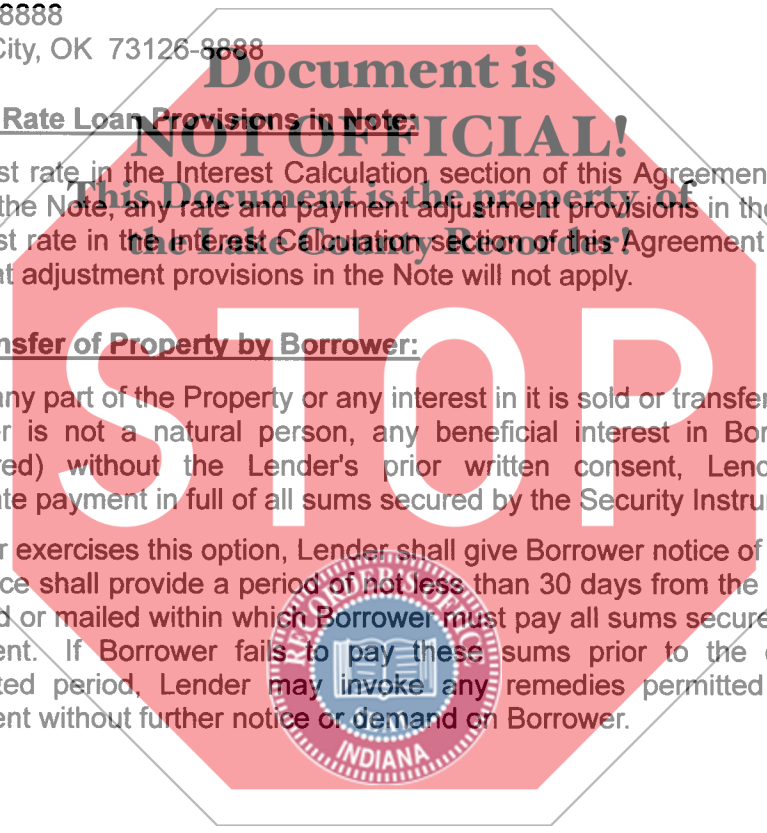 8888
City, OK 73126-8888
Document is
Rate Loan Provisions in Note:
NOT OFFICIAL!
st rate in the Interest Calculation section of this Agreemen
This Document is the property of
the Note, any rate and payment adjustment provisions in the
the Lake County Recorder!
st rate in the Interest Calculation section of this Agreement
nt adjustment provisions in the Note will not apply.
STOP
nsfer of Property by Borrower:
any part of the Property or any interest in it is sold or transfer
er is not a natural person, any beneficial interest in Bor
red) without the Lender's prior written consent, Lend
ate payment in full of all sums secured by the Security Instru
r exercises this option, Lender shall give Borrower notice of
ce shall provide a period of not less than 30 days from the
d or mailed within which Borrower must pay all sums secure
ent. If Borrower fails to pay these sums prior to the
ted period, Lender may invoke any remedies permitted
ent without further notice or demand on Borrower.
RECORDER'S OFFICE
INDIANA